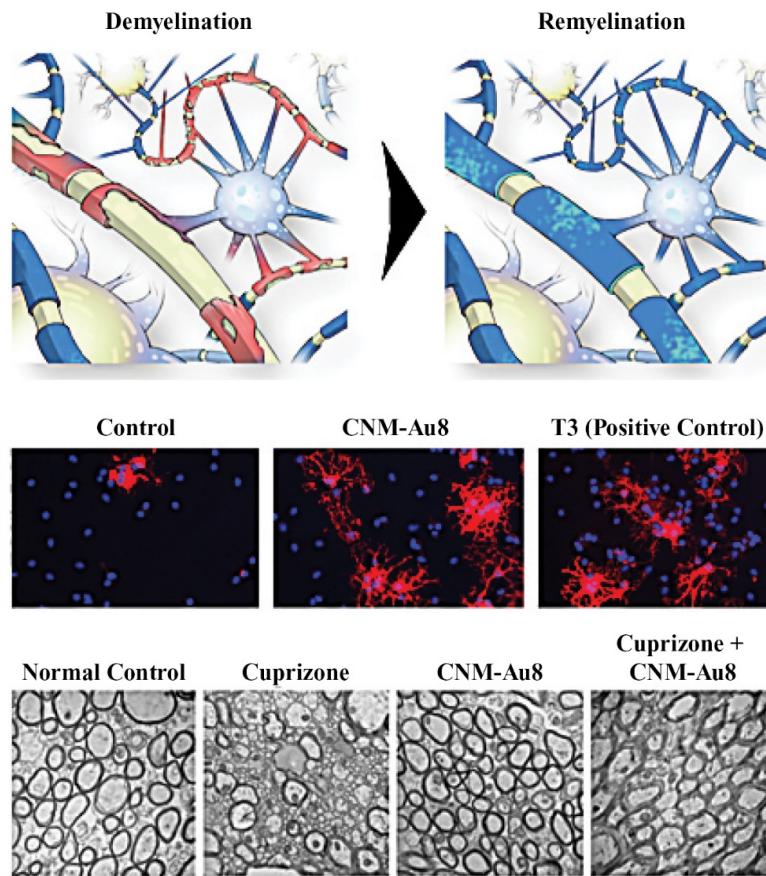 Demyelination
Remyelination
Control
CNM-Au8
T3 (Positive Control)
Normal Control
Cuprizone
CNM-Au8
Cuprizone +
CNM-Au8